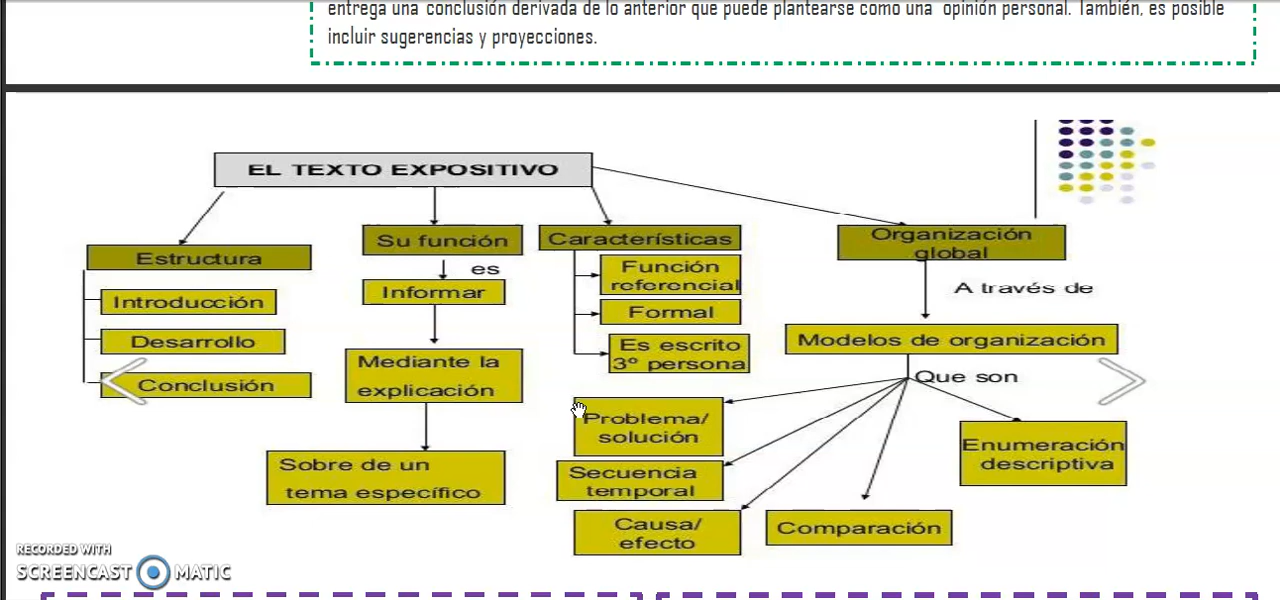 entrega una conclusión derivada de lo anterior que puede plantearse como una opinión personal. También, es posible
incluir sugerencias y proyecciones.
EL TEXTO EXPOSITIVO
Estructura
Introducción
Desarrollo
Conclusión
Su función
es
Informar
Mediante la
explicación
Sobre de un
tema específico
Características
Función
referencial
Formal
Es escrito
3º persona
Organización
global
A través de
Modelos de organización
Que son
Problema/
solución
Secuencia
temporal
Causa/
efecto
Comparación
Enumeración
descriptiva
RECORDED WITH
SCREENCAST MATIC